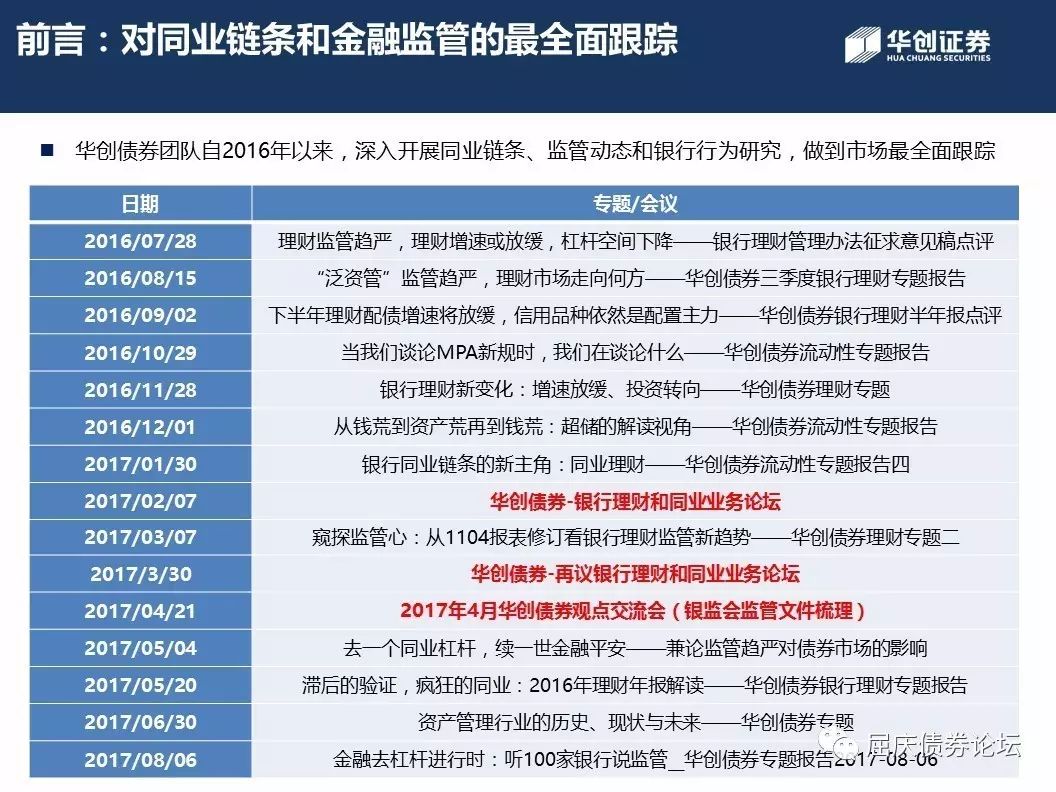 前言：对同业链条和金融监管的最全面跟踪
华创证券
HUA CHUANG SECURITIES
■ 华创债券团队自2016年以来，深入开展同业链条、监管动态和银行行为研究，做到市场最全面跟踪
日期 专题/会议
2016/07/28 理财监管趋严，理财增速或放缓，杠杆空间下降——银行理财管理办法征求意见稿点评
2016/08/15 “泛资管”监管趋严，理财市场走向何方——华创债券三季度银行理财专题报告
2016/09/02 下半年理财配债增速将放缓，信用品种依然是配置主力——华创债券银行理财半年报点评
2016/10/29 当我们谈论MPA新规时，我们在谈论什么——华创债券流动性专题报告
2016/11/28 银行理财新变化：增速放缓、投资转向——华创债券理财专题
2016/12/01 从钱荒到资产荒再到钱荒：超储的解读视角——华创债券流动性专题报告
2017/01/30 银行同业链条的新主角：同业理财——华创债券流动性专题报告四
2017/02/07 华创债券-银行理财和同业业务论坛
2017/03/07 窥探监管心：从1104报表修订看银行理财监管新趋势——华创债券理财专题二
2017/3/30 华创债券-再议银行理财和同业业务论坛
2017/04/21 2017年4月华创债券观点交流会（银监会监管文件梳理）
2017/05/04 去一个同业杠杆，续一世金融平安——兼论监管趋严对债券市场的影响
2017/05/20 滞后的验证，疯狂的同业：2016年理财年报解读——华创债券银行理财专题报告
2017/06/30 资产管理行业的历史、现状与未来——华创债券专题
2017/08/06 金融去杠杆进行时：听100家银行说监管__华创债券专题报告2017-08-06
屈庆债券论坛